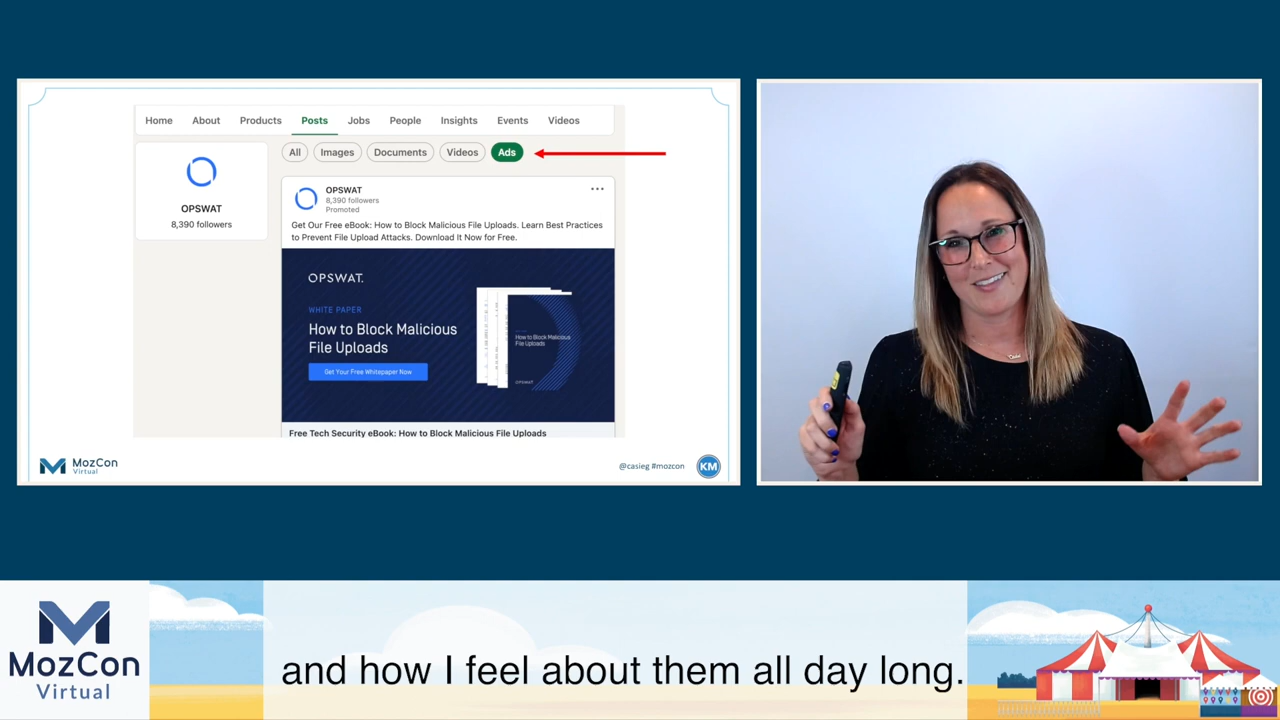 Home About Products Posts Jobs People Insights Events Videos
All Images Documents Videos Ads
OPSWAT
8,390 followers
OPSWAT
8,390 followers
Promoted
Get Our Free eBook: How to Block Malicious File Uploads. Learn Best Practices
to Prevent File Upload Attacks. Download It Now for Free.
OPSWAT.
WHITE PAPER
How to Block Malicious
File Uploads
Get Your Free Whitepaper Now
How to Block Malicious
File Uploads
OPSWAT
Free Tech Security eBook: How to Block Malicious File Uploads
MozCon
Virtual
@casieg #mozcon
KM
MozCon
Virtual
and how I feel about them all day long.